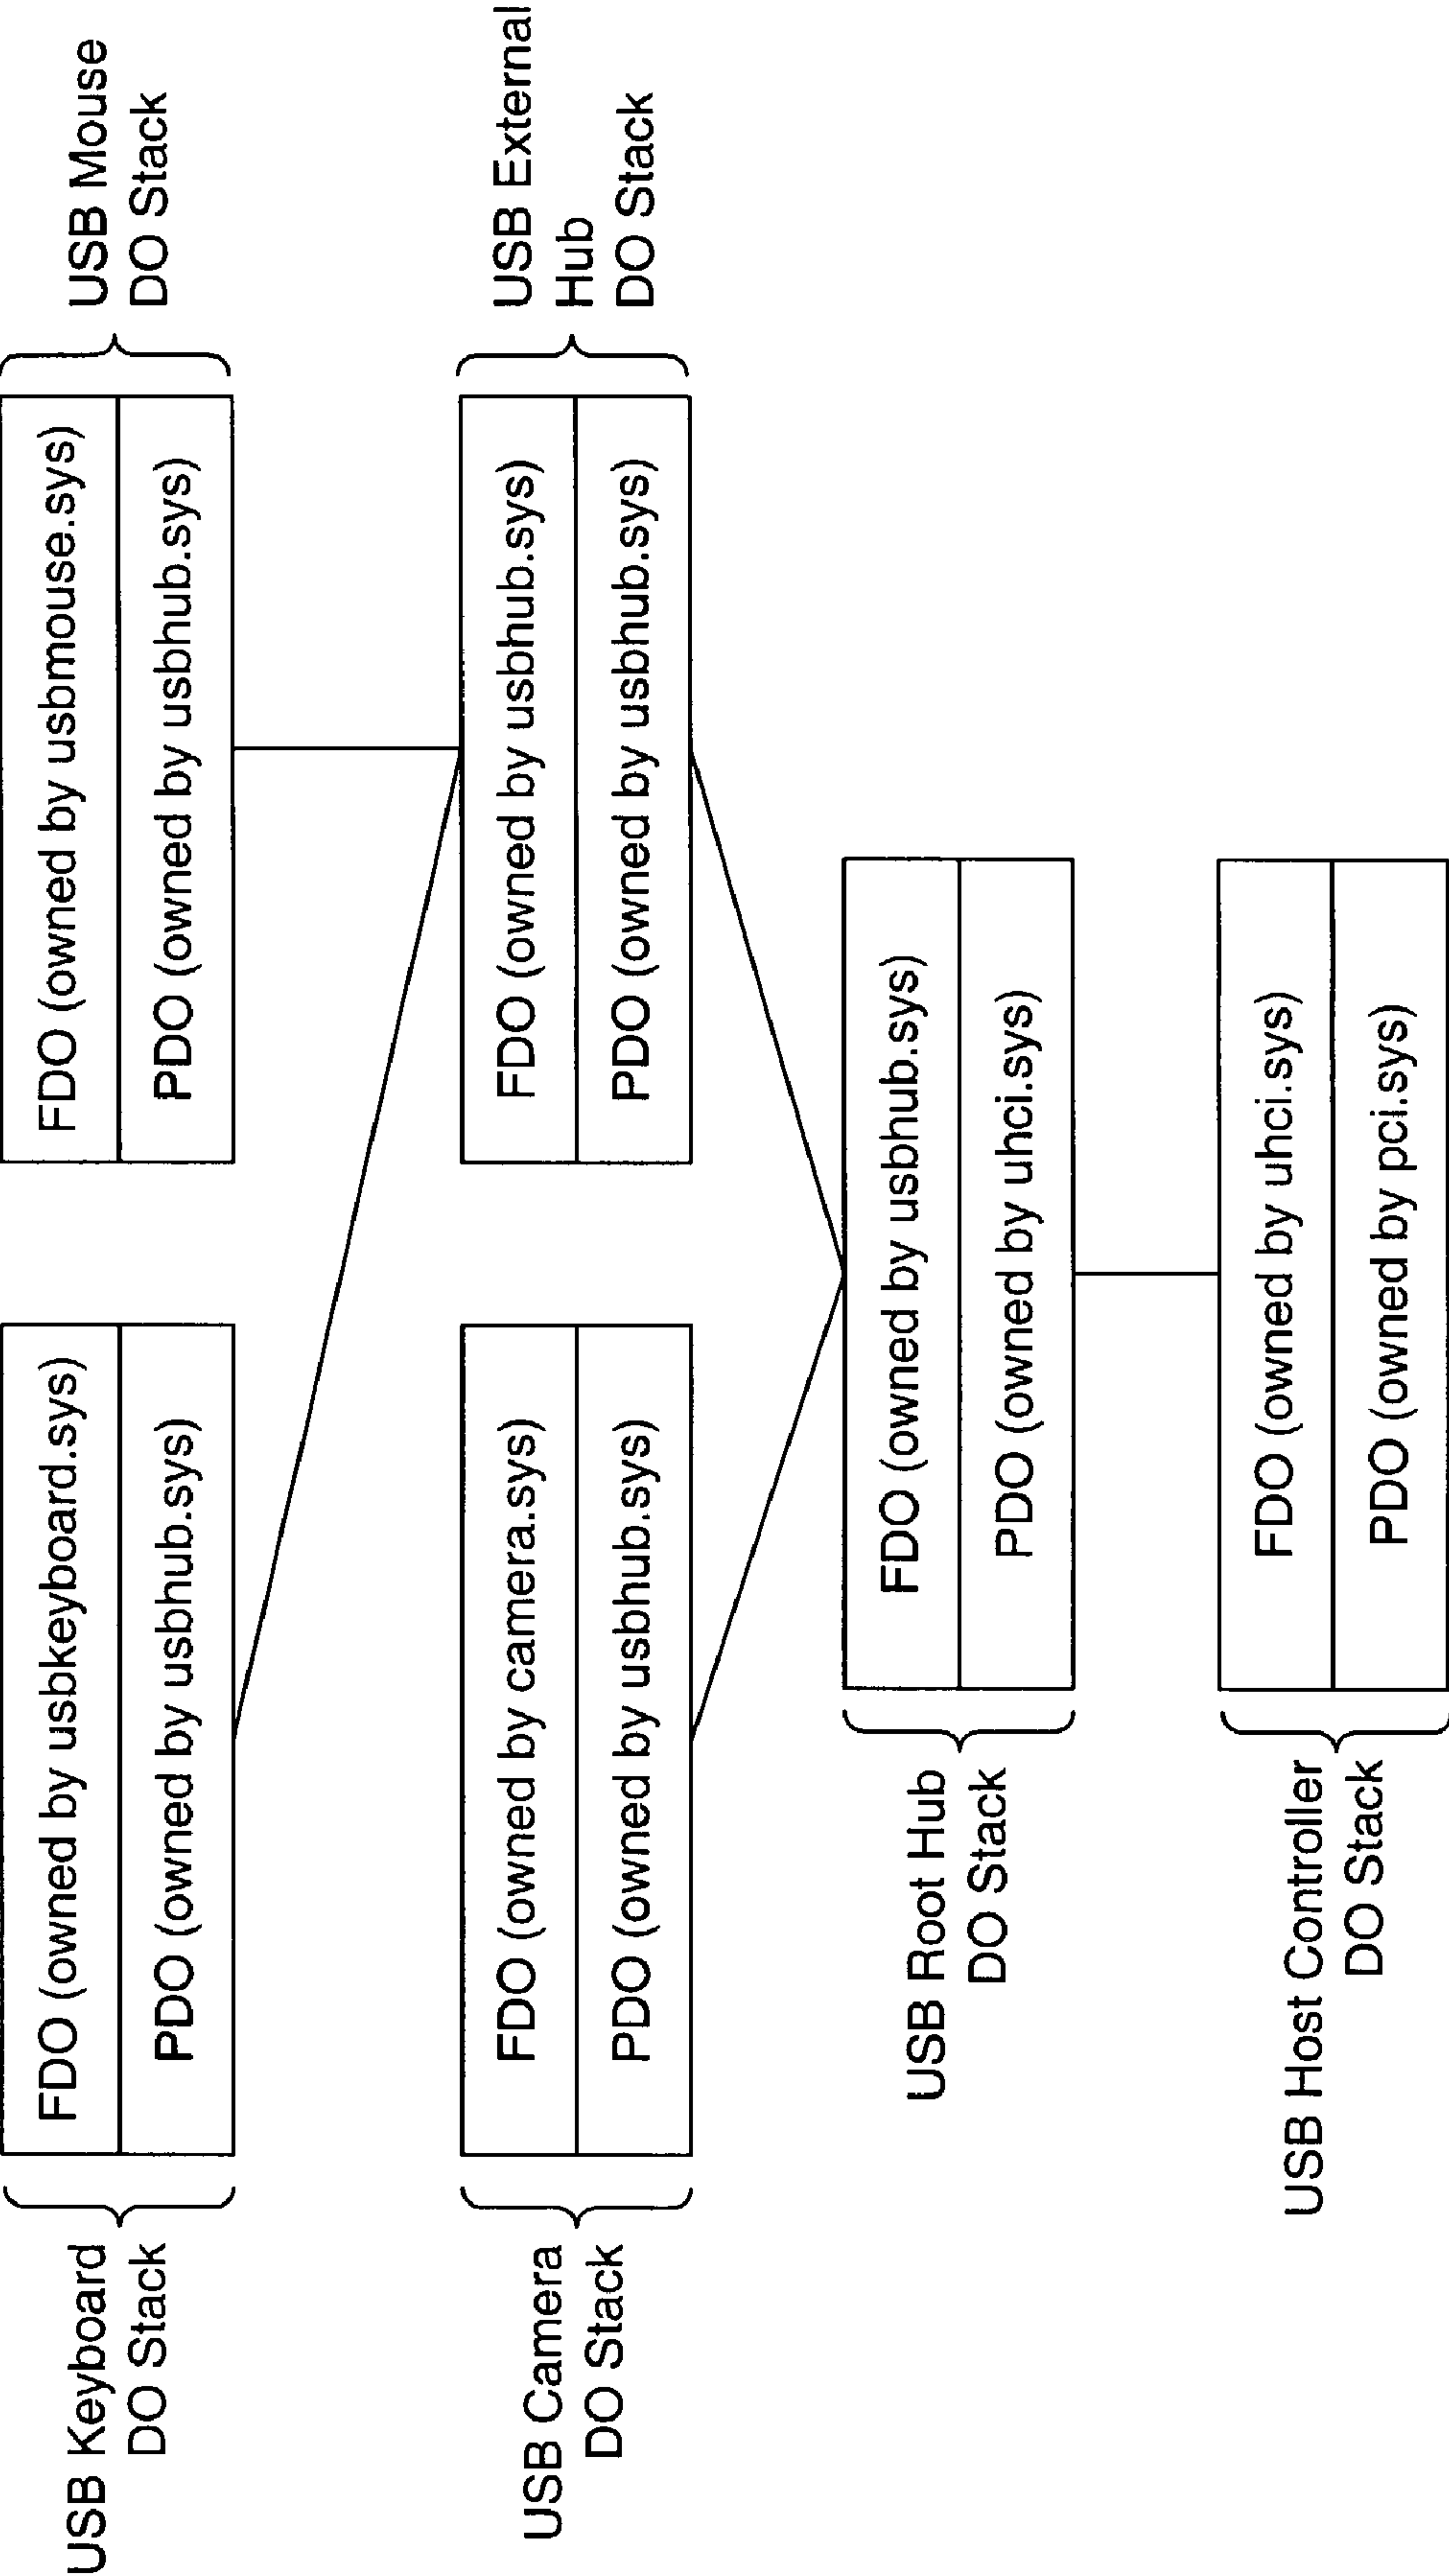 USB Keyboard
DO Stack
FDO (owned by usbkeyboard.sys)
PDO (owned by usbhub.sys)
FDO (owned by usbmouse.sys)
PDO (owned by usbhub.sys)
USB Mouse
DO Stack
USB Camera
DO Stack
FDO (owned by camera.sys)
PDO (owned by usbhub.sys)
FDO (owned by usbhub.sys)
PDO (owned by usbhub.sys)
USB External
Hub
DO Stack
USB Root Hub
DO Stack
FDO (owned by usbhub.sys)
PDO (owned by uhci.sys)
USB Host Controller
DO Stack
FDO (owned by uhci.sys)
PDO (owned by pci.sys)